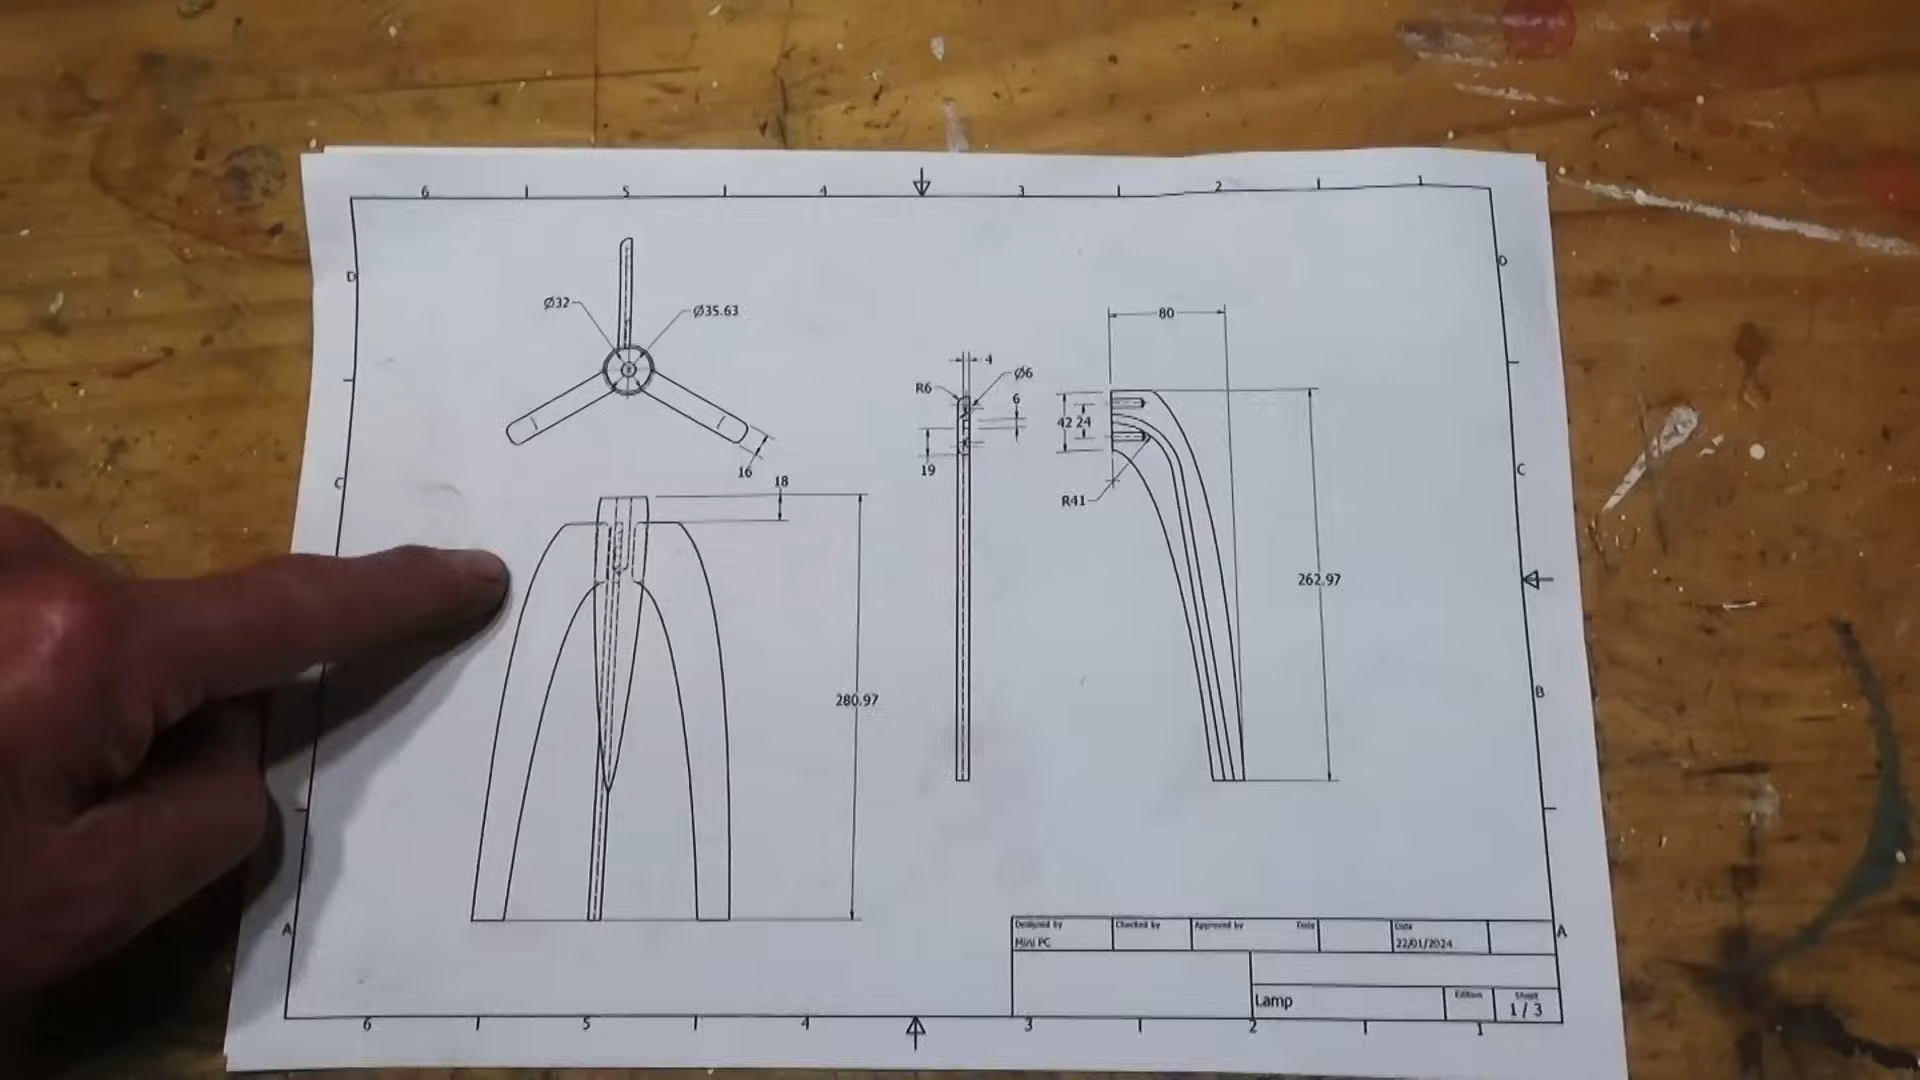 6 5 4 3 2 1
D D
Ø32 Ø35.63
80
4
R6 Ø6
6
42 24
16
18
19
C C
R41
262.97
280.97
B
A A
Designed by Checked by Approved by Date Date
Mini PC 22/01/2024
Lamp Edition Sheet
1 / 3
6 5 4 3 2 1